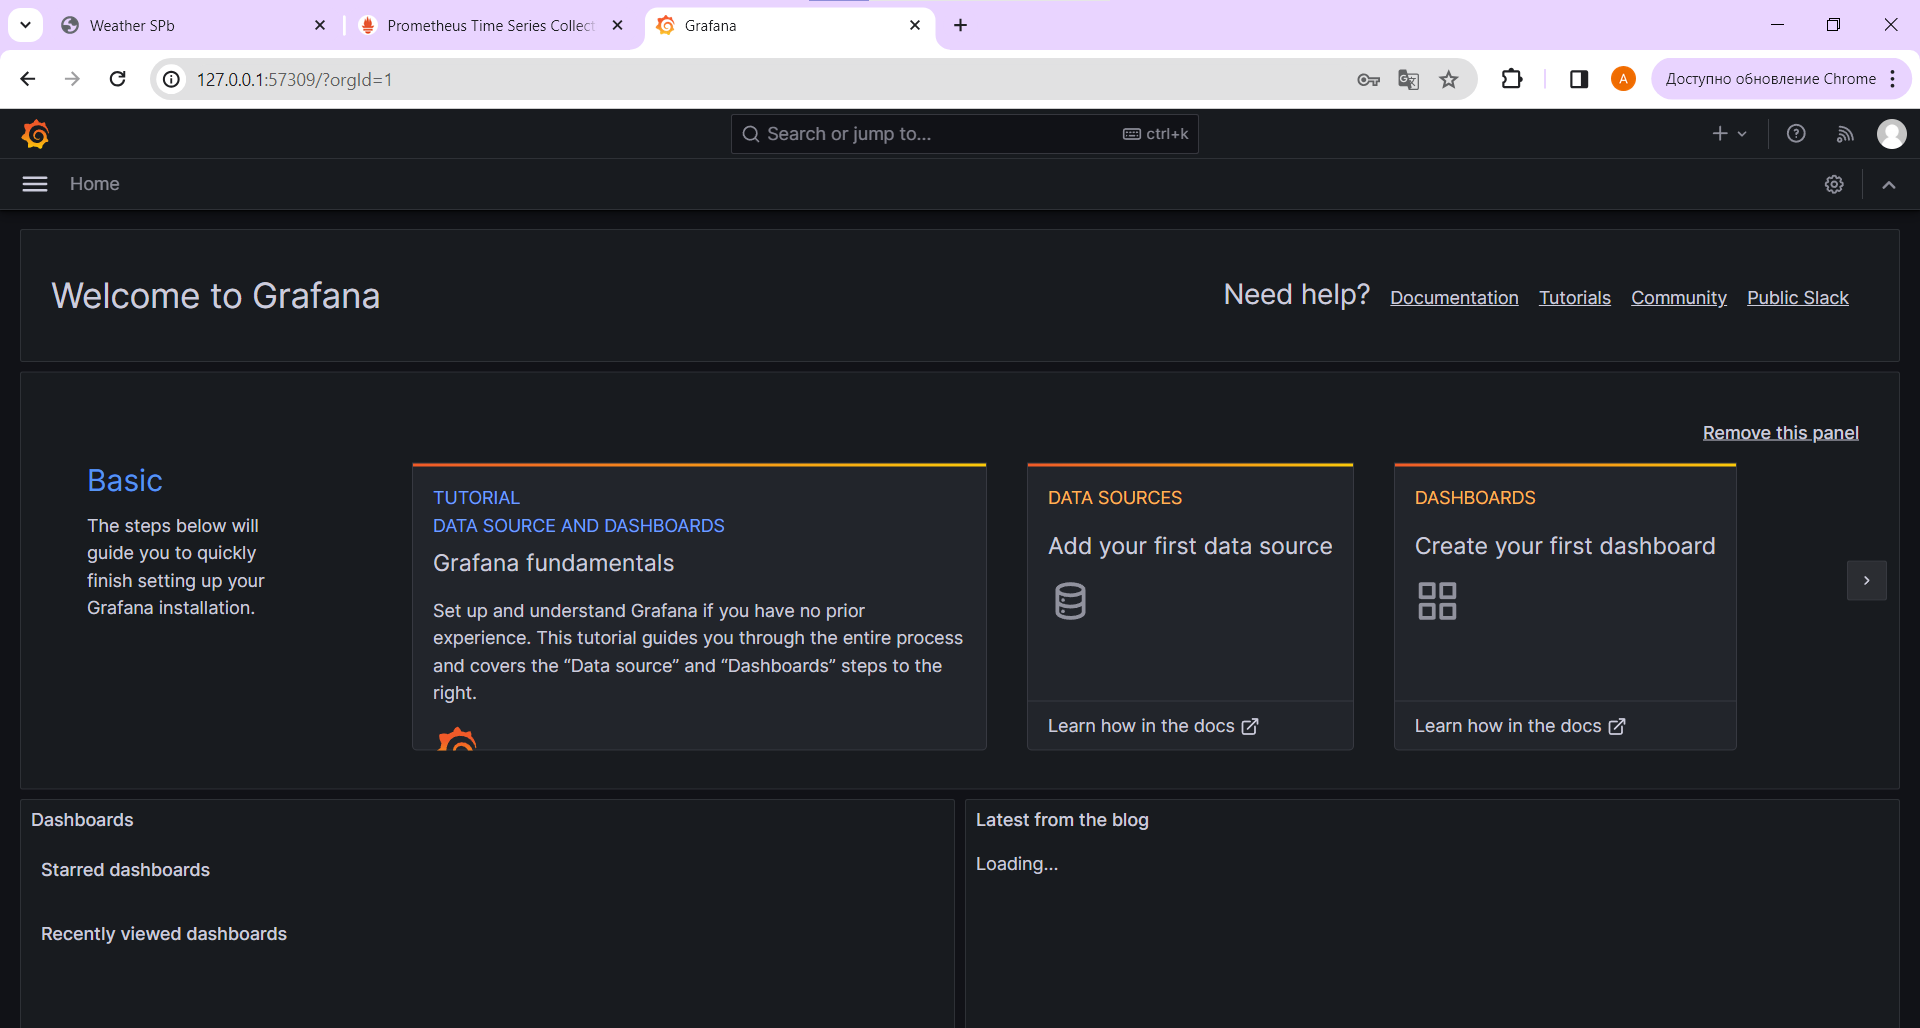 Weather SPb
Prometheus Time Series Collect
Grafana
127.0.0.1:57309/?orgId=1
A
Доступно обновление Chrome
Search or jump to...
ctrl+k
Home
Welcome to Grafana
Need help?
Documentation
Tutorials
Community
Public Slack
Remove this panel
Basic
The steps below will
guide you to quickly
finish setting up your
Grafana installation.
TUTORIAL
DATA SOURCE AND DASHBOARDS
Grafana fundamentals
Set up and understand Grafana if you have no prior
experience. This tutorial guides you through the entire process
and covers the “Data source” and “Dashboards” steps to the
right.
DATA SOURCES
Add your first data source
Learn how in the docs
DASHBOARDS
Create your first dashboard
Learn how in the docs
Dashboards
Starred dashboards
Recently viewed dashboards
Latest from the blog
Loading...